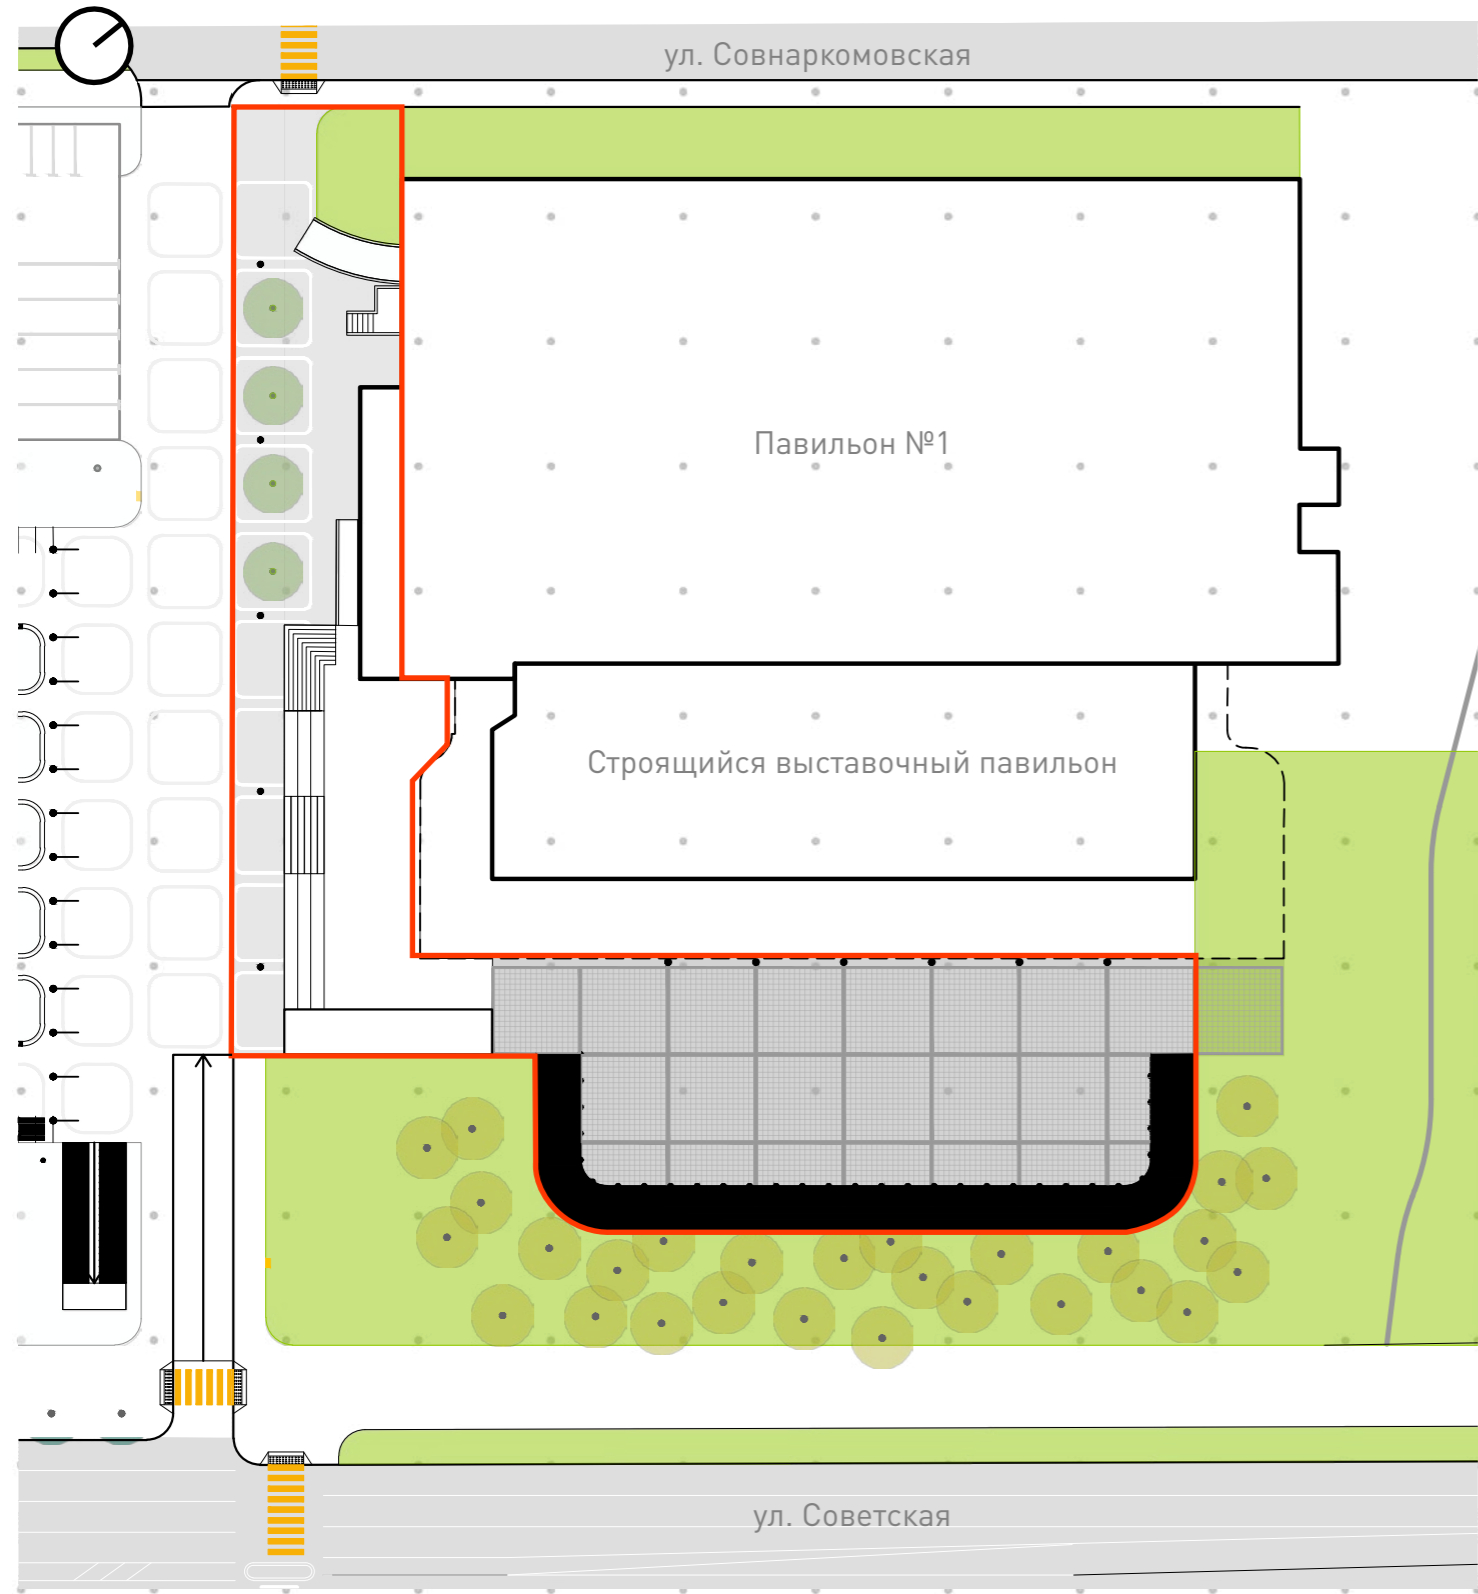 ул. Совнаркомовская
Павильон №1
Строящийся выставочный павильон
ул. Советская